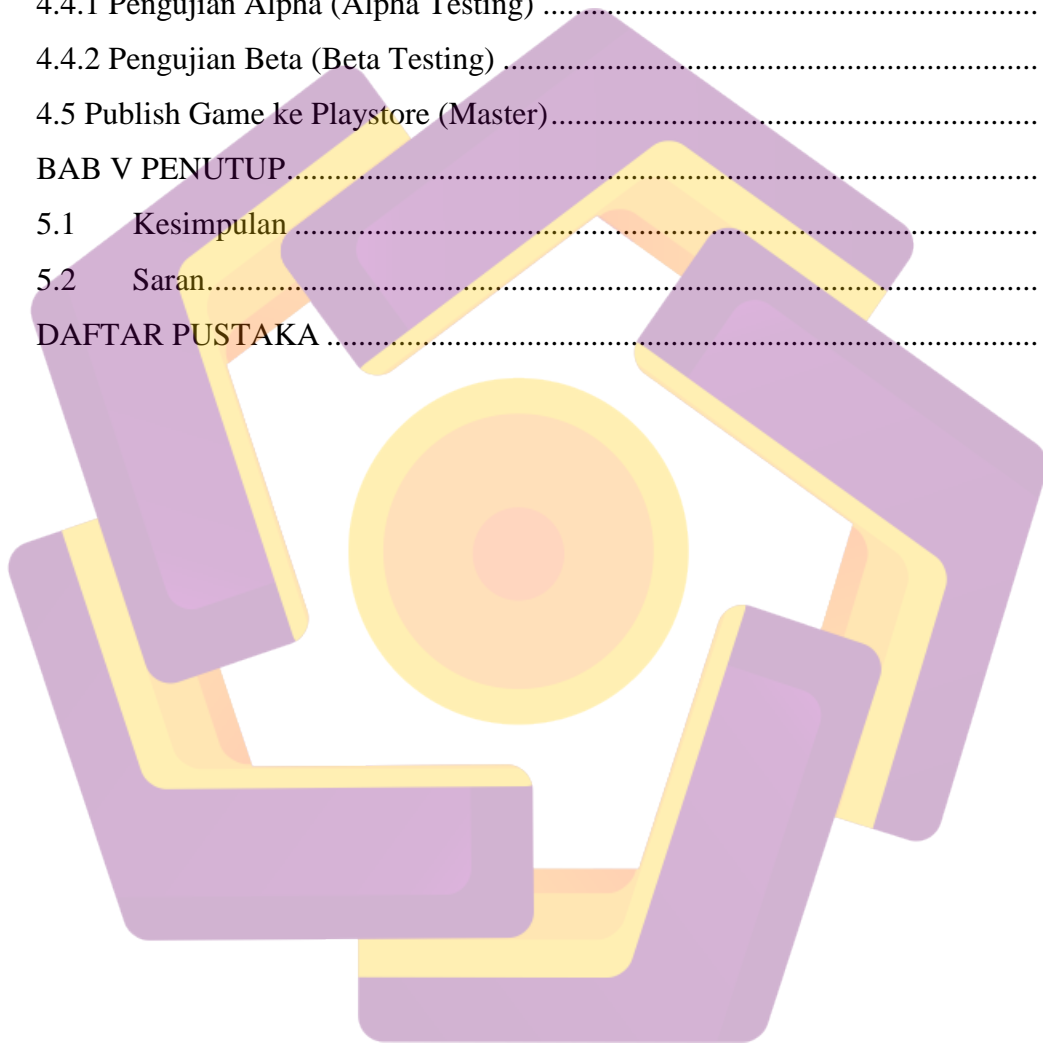 4.4.1 Pengujian Alpha (Alpha Testing) ..............................................................
4.4.2 Pengujian Beta (Beta Testing) ...................................................................
4.5 Publish Game ke Playstore (Master).............................................................
BAB V PENUTUP..............................................................................................
5.1 Kesimpulan .............................................................................................
5.2 Saran........................................................................................................
DAFTAR PUSTAKA .........................................................................................